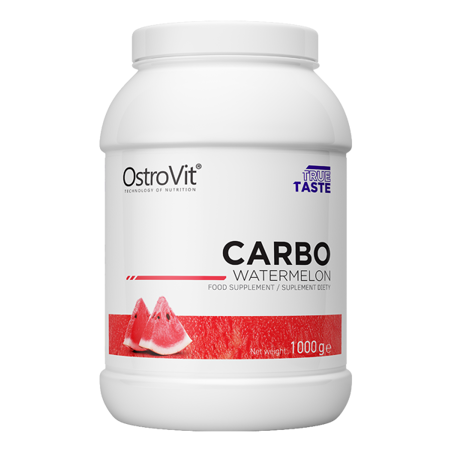 OstroVit®
TECHNOLOGY OF NUTRITION
TRUE
TASTE
CARBO
WATERMELON
FOOD SUPPLEMENT / SUPLEMENT DIETY
Net weight: 1000 g e